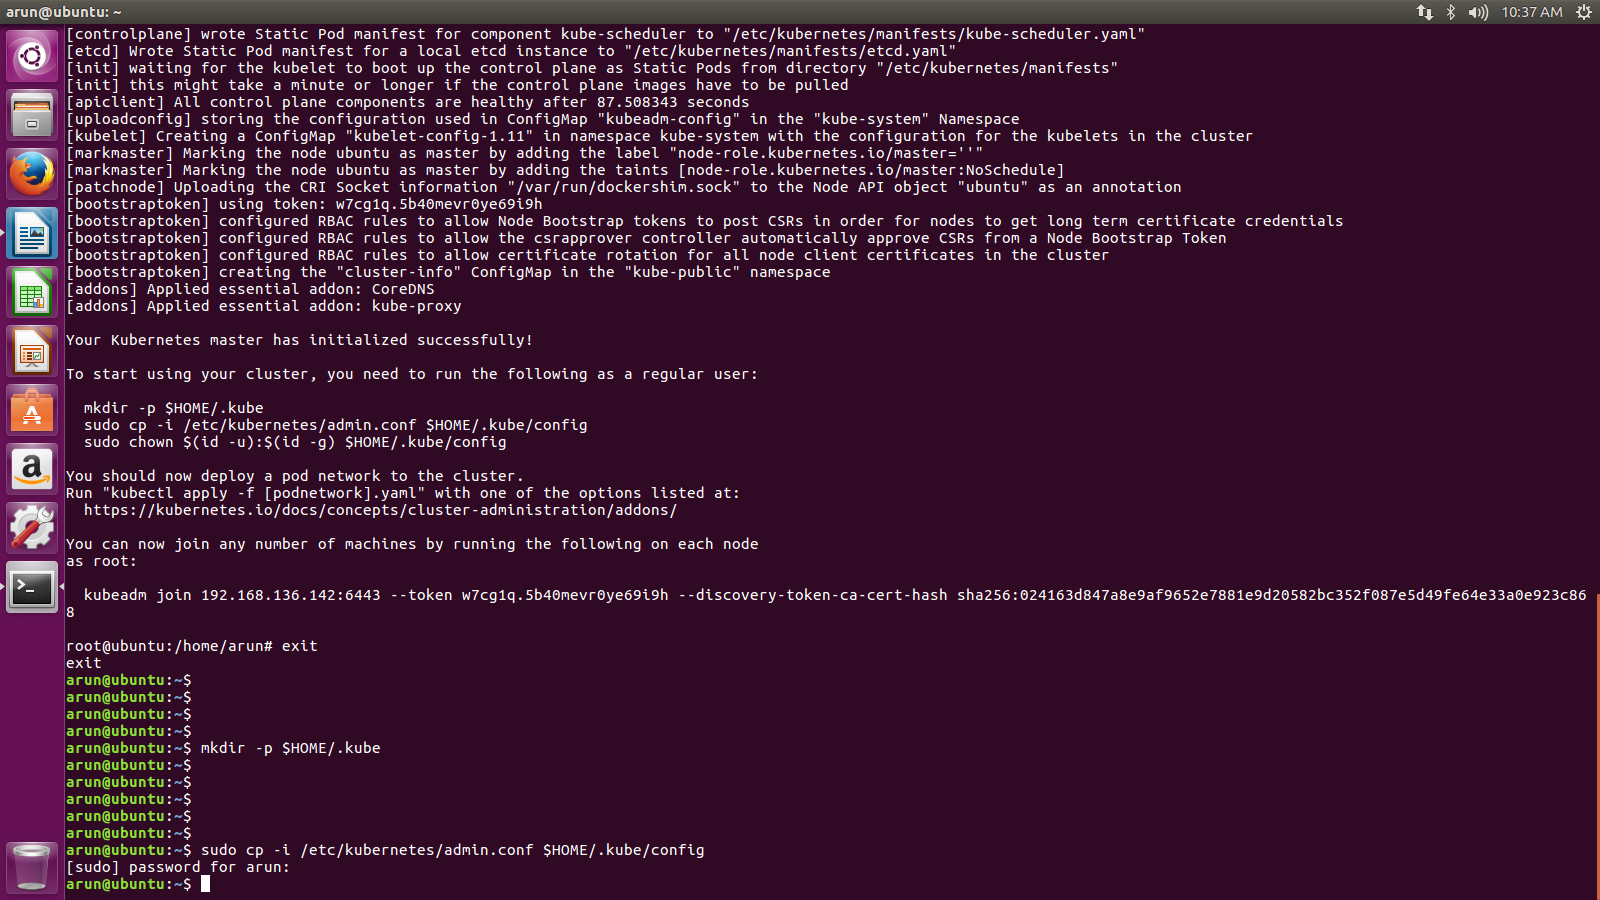 arun@ubuntu: ~
10:37 AM
[controlplane] wrote Static Pod manifest for component kube-scheduler to "/etc/kubernetes/manifests/kube-scheduler.yaml"
[etcd] Wrote Static Pod manifest for a local etcd instance to "/etc/kubernetes/manifests/etcd.yaml"
[init] waiting for the kubelet to boot up the control plane as Static Pods from directory "/etc/kubernetes/manifests"
[init] this might take a minute or longer if the control plane images have to be pulled
[apiclient] All control plane components are healthy after 87.508343 seconds
[uploadconfig] storing the configuration used in ConfigMap "kubeadm-config" in the "kube-system" Namespace
[kubelet] Creating a ConfigMap "kubelet-config-1.11" in namespace kube-system with the configuration for the kubelets in the cluster
[markmaster] Marking the node ubuntu as master by adding the label "node-role.kubernetes.io/master=''"
[markmaster] Marking the node ubuntu as master by adding the taints [node-role.kubernetes.io/master:NoSchedule]
[patchnode] Uploading the CRI Socket information "/var/run/dockershim.sock" to the Node API object "ubuntu" as an annotation
[bootstraptoken] using token: w7cg1q.5b40mevr0ye69i9h
[bootstraptoken] configured RBAC rules to allow Node Bootstrap tokens to post CSRs in order for nodes to get long term certificate credentials
[bootstraptoken] configured RBAC rules to allow the csrapprover controller automatically approve CSRs from a Node Bootstrap Token
[bootstraptoken] configured RBAC rules to allow certificate rotation for all node client certificates in the cluster
[bootstraptoken] creating the "cluster-info" ConfigMap in the "kube-public" namespace
[addons] Applied essential addon: CoreDNS
[addons] Applied essential addon: kube-proxy
Your Kubernetes master has initialized successfully!
To start using your cluster, you need to run the following as a regular user:
mkdir -p $HOME/.kube
sudo cp -i /etc/kubernetes/admin.conf $HOME/.kube/config
sudo chown $(id -u):$(id -g) $HOME/.kube/config
You should now deploy a pod network to the cluster.
Run "kubectl apply -f [podnetwork].yaml" with one of the options listed at:
https://kubernetes.io/docs/concepts/cluster-administration/addons/
You can now join any number of machines by running the following on each node
as root:
kubeadm join 192.168.136.142:6443 --token w7cg1q.5b40mevr0ye69i9h --discovery-token-ca-cert-hash sha256:024163d847a8e9af9652e7881e9d20582bc352f087e5d49fe64e33a0e923c86
8
root@ubuntu:/home/arun# exit
exit
arun@ubuntu:~$
arun@ubuntu:~$
arun@ubuntu:~$
arun@ubuntu:~$
arun@ubuntu:~$ mkdir -p $HOME/.kube
arun@ubuntu:~$
arun@ubuntu:~$
arun@ubuntu:~$
arun@ubuntu:~$
arun@ubuntu:~$
arun@ubuntu:~$ sudo cp -i /etc/kubernetes/admin.conf $HOME/.kube/config
[sudo] password for arun:
arun@ubuntu:~$